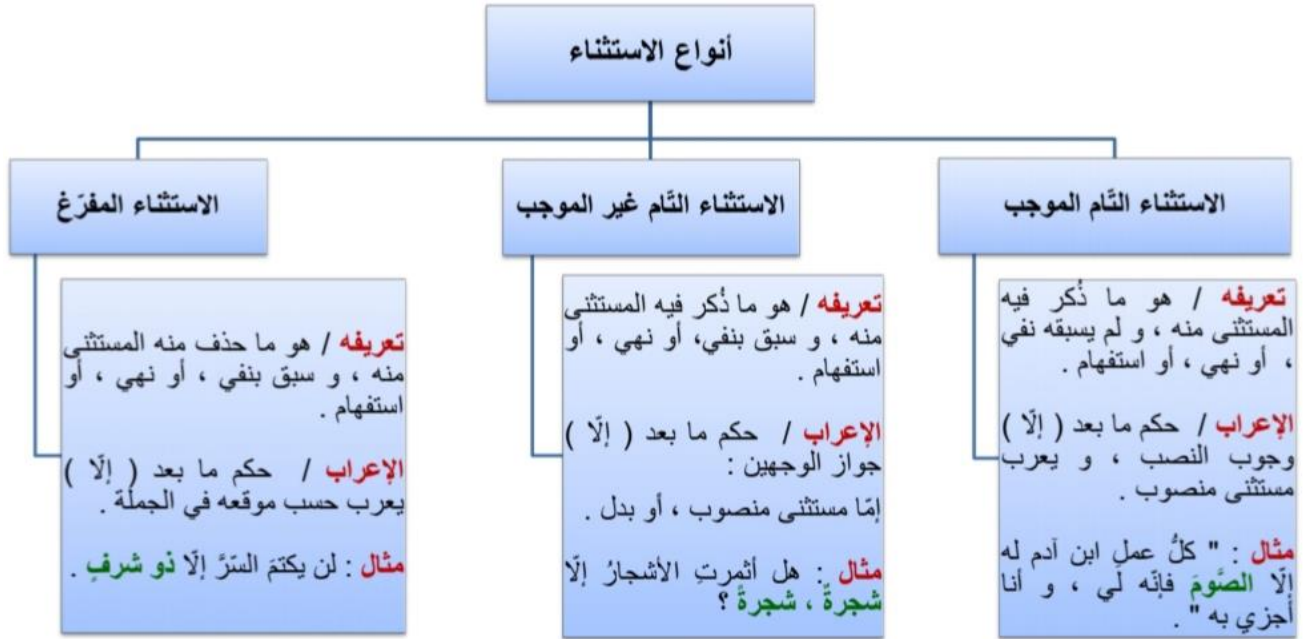 أنواع الاستثناء
الاستثناء التَّام الموجب
تعريفه / هو ما ذُكر فيه
المستثنى منه ، و لم يسبقه نفي
، أو نهي ، أو استفهام .
الإعراب / حكم ما بعد ( إلّا )
وجوب النصب ، و يعرب
مستثنى منصوب .
مثال : " كلُّ عملِ ابن آدم له
إلّا الصَّومَ فإنّه لي ، و أنا
أجزي به " .
الاستثناء التَّام غير الموجب
تعريفه / هو ما ذُكر فيه المستثنى
منه ، و سبق بنفي، أو نهي ، أو
استفهام .
الإعراب / حكم ما بعد ( إلّا )
جواز الوجهين :
إمّا مستثنى منصوب ، أو بدل .
مثال : هل أثمرتِ الأشجارُ إلّا
شجرةً ، شجرةٌ ؟
الاستثناء المفرّغ
تعريفه / هو ما حذف منه المستثنى
منه ، و سبق بنفي ، أو نهي ، أو
استفهام .
الإعراب / حكم ما بعد ( إلّا )
يعرب حسب موقعه في الجملة .
مثال : لن يكتمَ السّرَّ إلّا ذو شرفٍ .